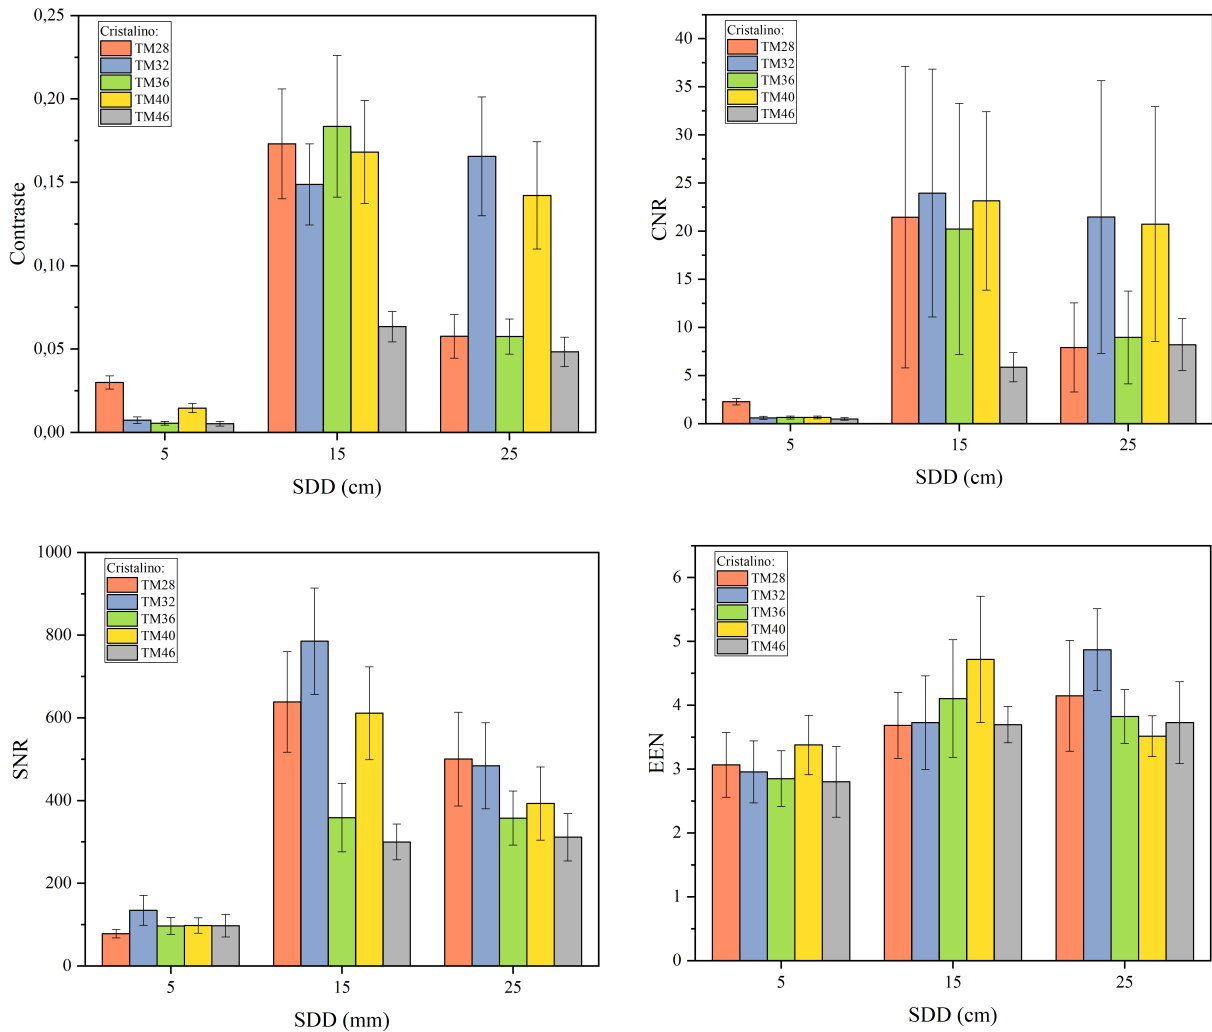 0,25
0,20
0,15
0,10
0,05
0,00
Contraste
Cristalino:
TM28
TM32
TM36
TM40
TM46
5
15
25
SDD (cm)
40
35
30
25
20
15
10
5
0
CNR
Cristalino:
TM28
TM32
TM36
TM40
TM46
5
15
25
SDD (cm)
1000
800
600
400
200
0
SNR
Cristalino:
TM28
TM32
TM36
TM40
TM46
5
15
25
SDD (mm)
6
5
4
3
2
1
0
EEN
Cristalino:
TM28
TM32
TM36
TM40
TM46
5
15
25
SDD (cm)